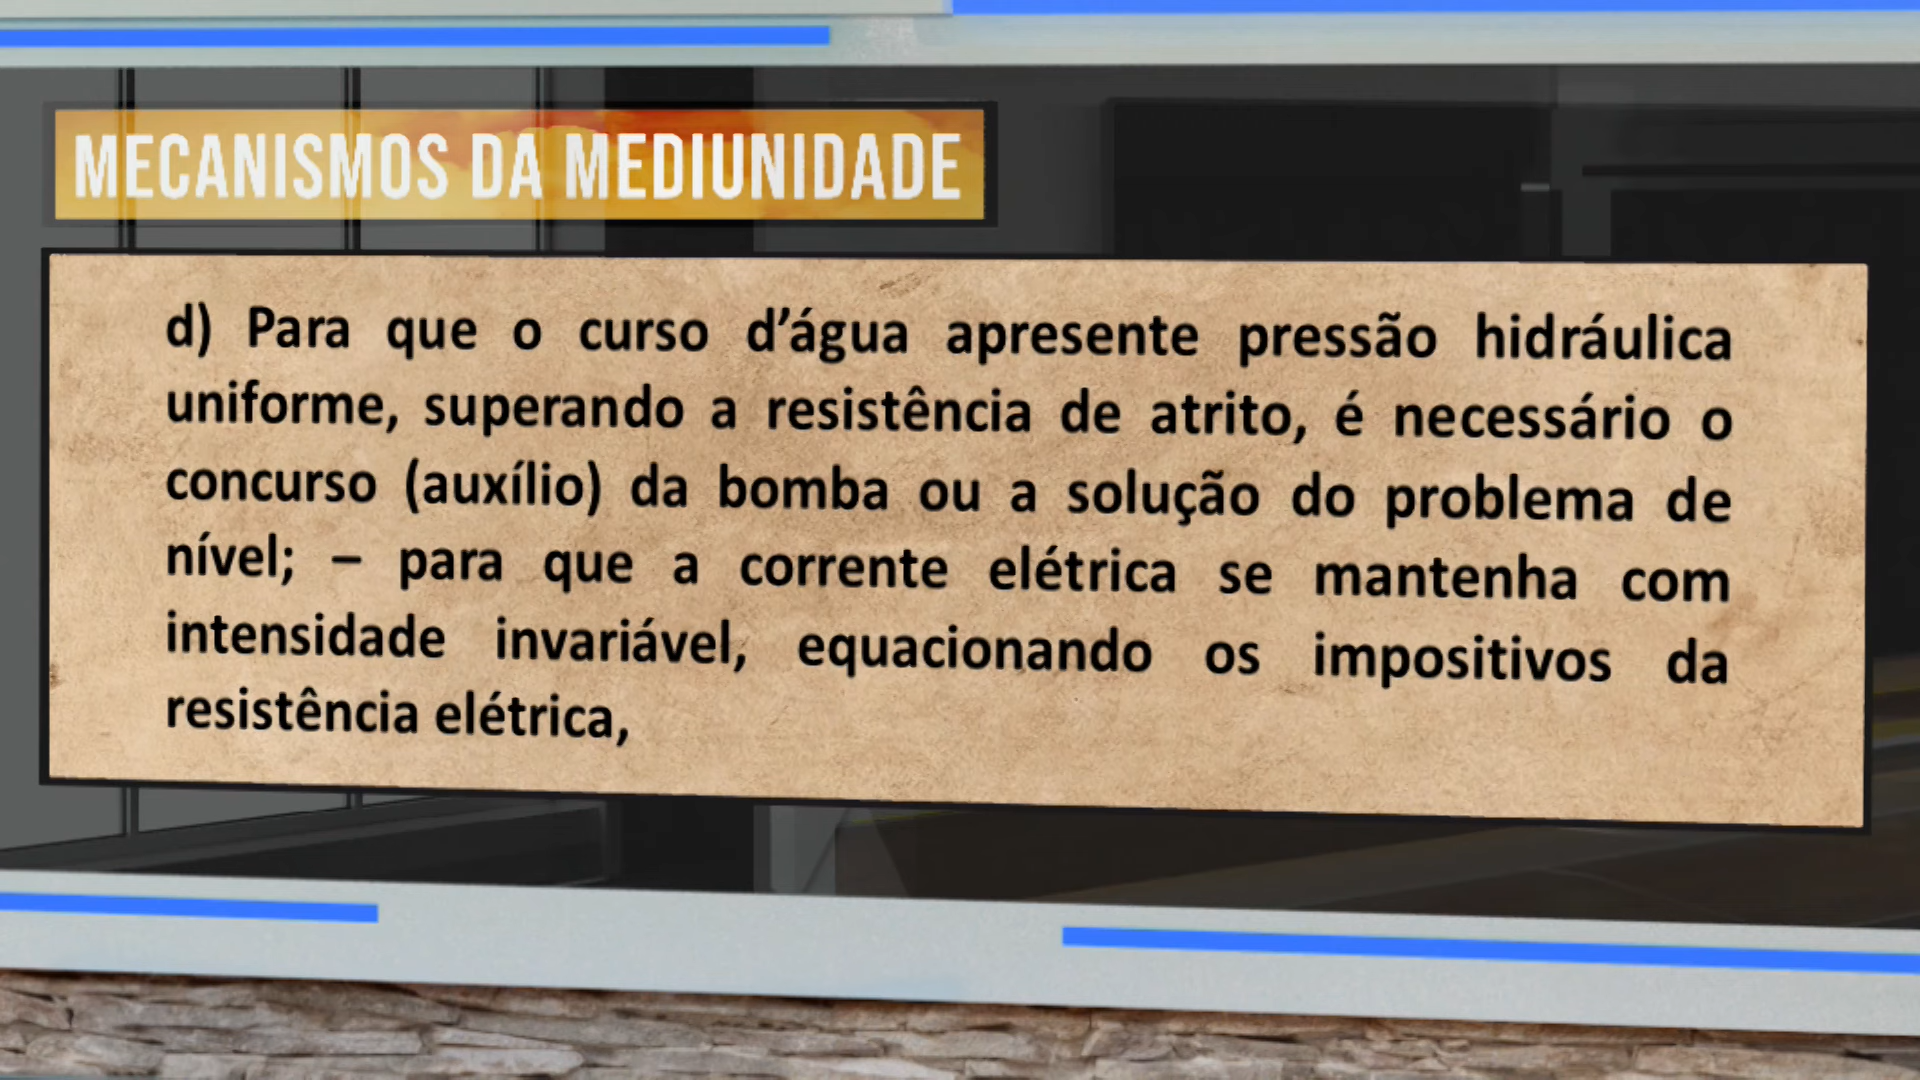 MECANISMOS DA MEDIUNIDADE
d) Para que o curso d’água apresente pressão hidráulica
uniforme, superando a resistência de atrito, é necessário o
concurso (auxílio) da bomba ou a solução do problema de
nível; – para que a corrente elétrica se mantenha com
intensidade invariável, equacionando os impositivos da
resistência elétrica,